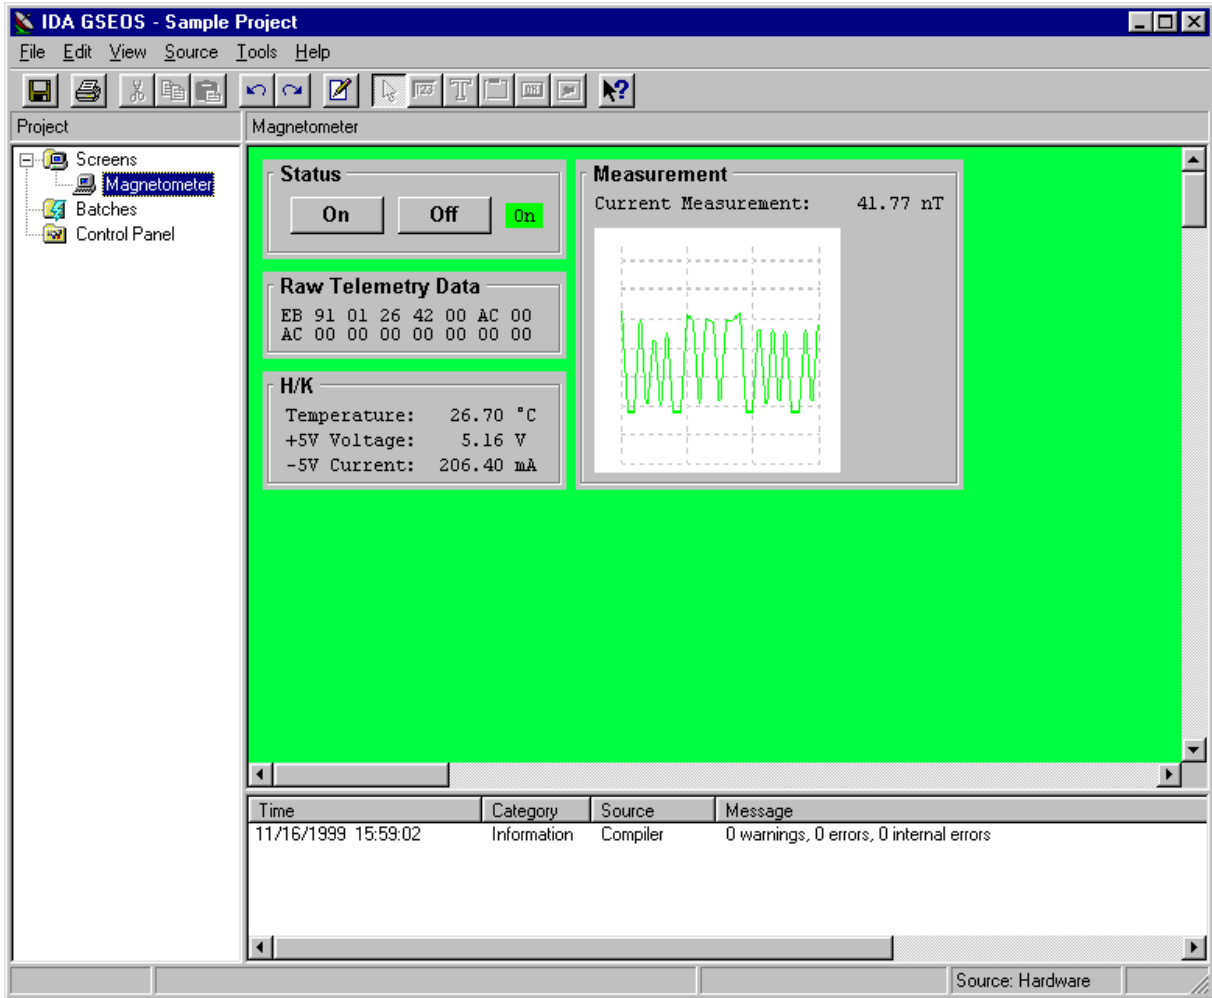 IDA GSEOS - Sample Project
File Edit View Source Tools Help
123 T OK ?
Project
Magnetometer
Screens
Magnetometer
Batches
Control Panel
Status
On Off On
Raw Telemetry Data
EB 91 01 26 42 00 AC 00
AC 00 00 00 00 00 00 00
H/K
Temperature: 26.70 °C
+5V Voltage: 5.16 V
-5V Current: 206.40 mA
Measurement
Current Measurement: 41.77 nT
Time Category Source Message
11/16/1999 15:59:02 Information Compiler 0 warnings, 0 errors, 0 internal errors
Source: Hardware